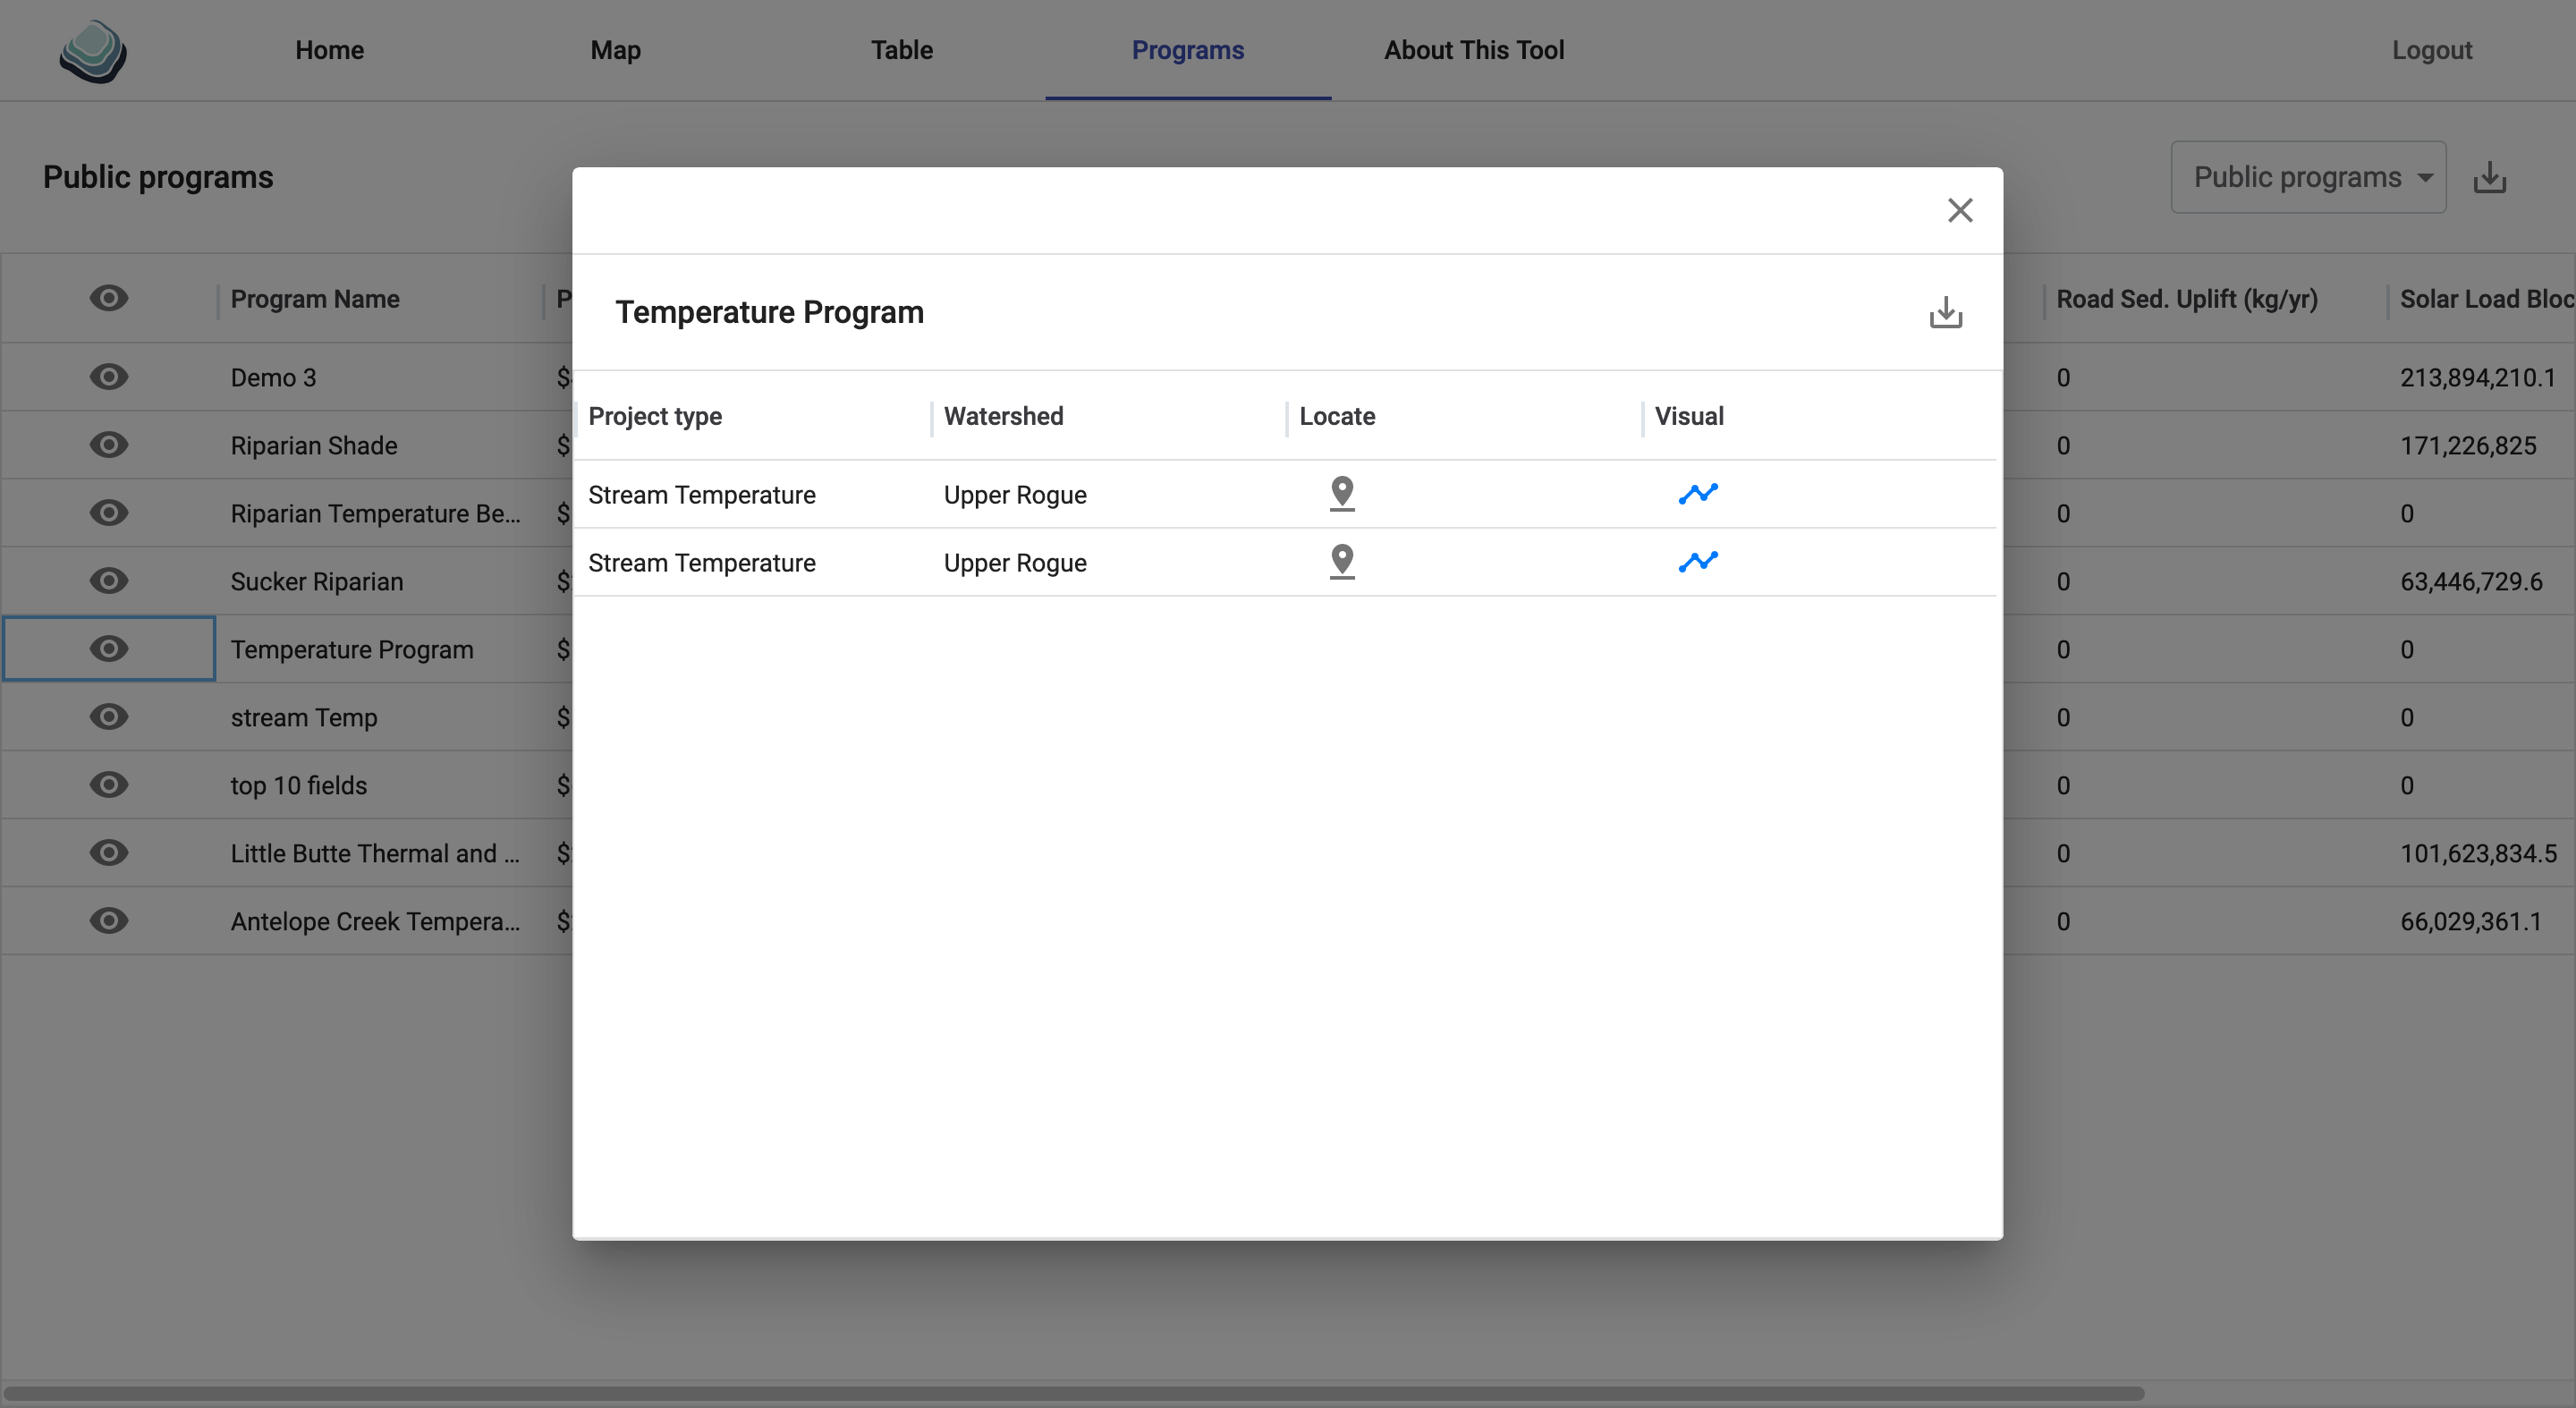 Home Map Table Programs About This Tool Logout
Public programs Public programs
Temperature Program
Program Name P Road Sed. Uplift (kg/yr) Solar Load Bloc
Demo 3 $ 0 213,894,210.1
Riparian Shade $ 0 171,226,825
Riparian Temperature Be... $ 0 0
Sucker Riparian $ 0 63,446,729.6
Temperature Program $ 0 0
stream Temp $ 0 0
top 10 fields $ 0 0
Little Butte Thermal and ... $ 0 101,623,834.5
Antelope Creek Tempera... $ 0 66,029,361.1
Project type Watershed Locate Visual
Stream Temperature Upper Rogue
Stream Temperature Upper Rogue